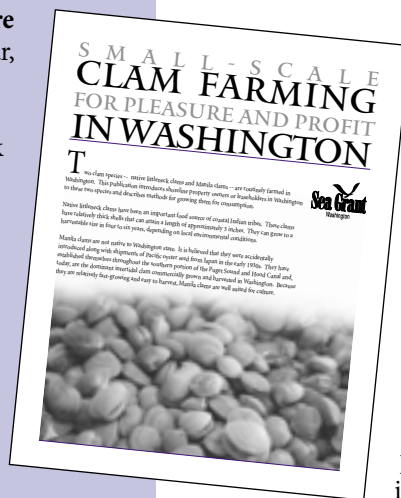 re
r,
k
SMALL-SCALE
CLAM FARMING
FOR PLEASURE AND PROFIT
IN WASHINGTON
Two clam species -- native littleneck clams and Manila clams -- are routinely farmed in
Washington. This publication introduces shoreline property owners or leaseholders in Washington
to these two species and describes methods for growing them for consumption.
Sea Grant
Washington
Native littleneck clams have been an important food source of coastal Indian tribes. These clams
have relatively thick shells that can attain a length of approximately 3 inches. They can grow to a
harvestable size in four to six years, depending on local environmental conditions.
Manila clams are not native to Washington state. It is believed that they were accidentally
introduced along with shipments of Pacific oyster seed from Japan in the early 1930s. They have
established themselves throughout the southern portion of the Puget Sound and Hood Canal and,
today, are the dominant intertidal clam commercially grown and harvested in Washington. Because
they are relatively fast-growing and easy to harvest, Manila clams are well suited for culture.
i